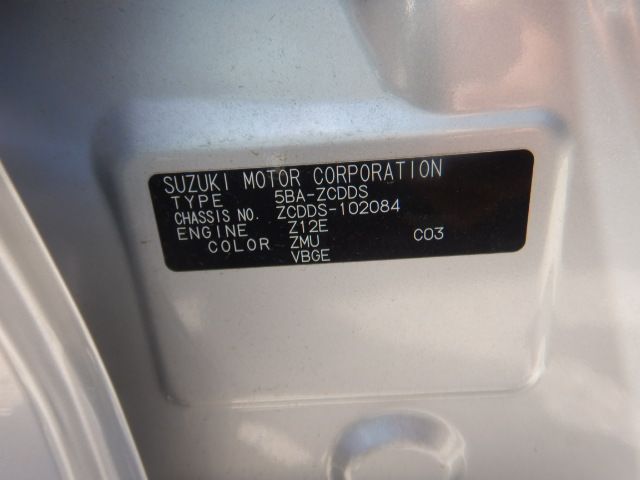 SUZUKI MOTOR CORPORATION
TYPE 5BA-ZCDDS
CHASSIS NO. ZCDDS-102084
ENGINE Z12E
COLOR ZMU C03
VBGE